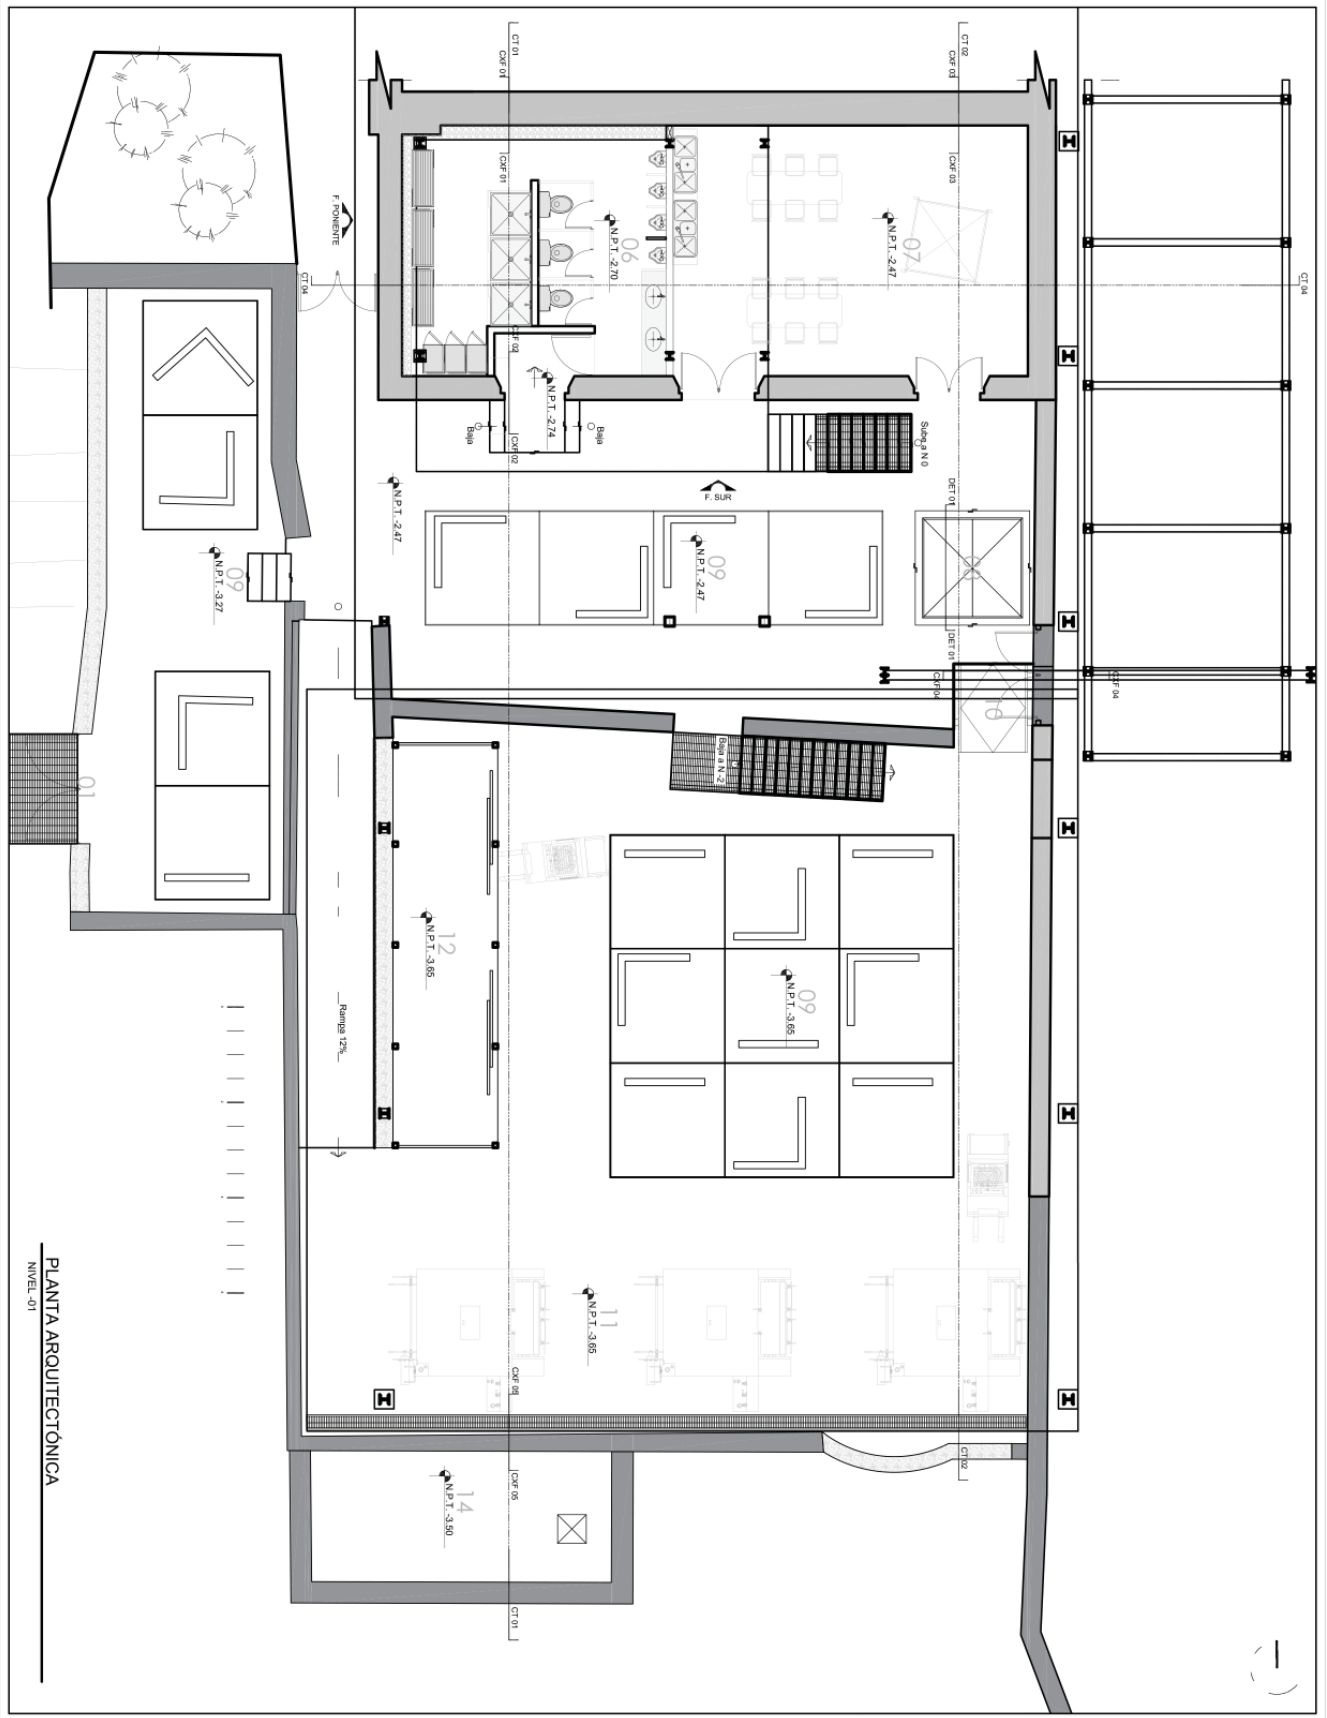 PLANTA ARQUITECTÓNICA
NIVEL -01
CT 01
CXF 01
CT 02
CXF 03
CXF 01
CXF 03
F. PONIENTE
CT 04
CT 04
06
N.P.T. -2.70
07
N.P.T. -2.47
CXF 02
N.P.T. -2.74
Baja
Baja
CXF 02
Sube a N 0
F. SUR
N.P.T. -2.47
DET 01
09
N.P.T. -2.47
08
09
N.P.T. -3.27
DET 01
CXF 04
CXF 04
01
Baja a N -2
12
N.P.T. -3.65
09
N.P.T. -3.65
Rampa 12%
11
N.P.T. -3.65
CXF 05
CT 02
CXF 05
14
N.P.T. -3.50
CT 01